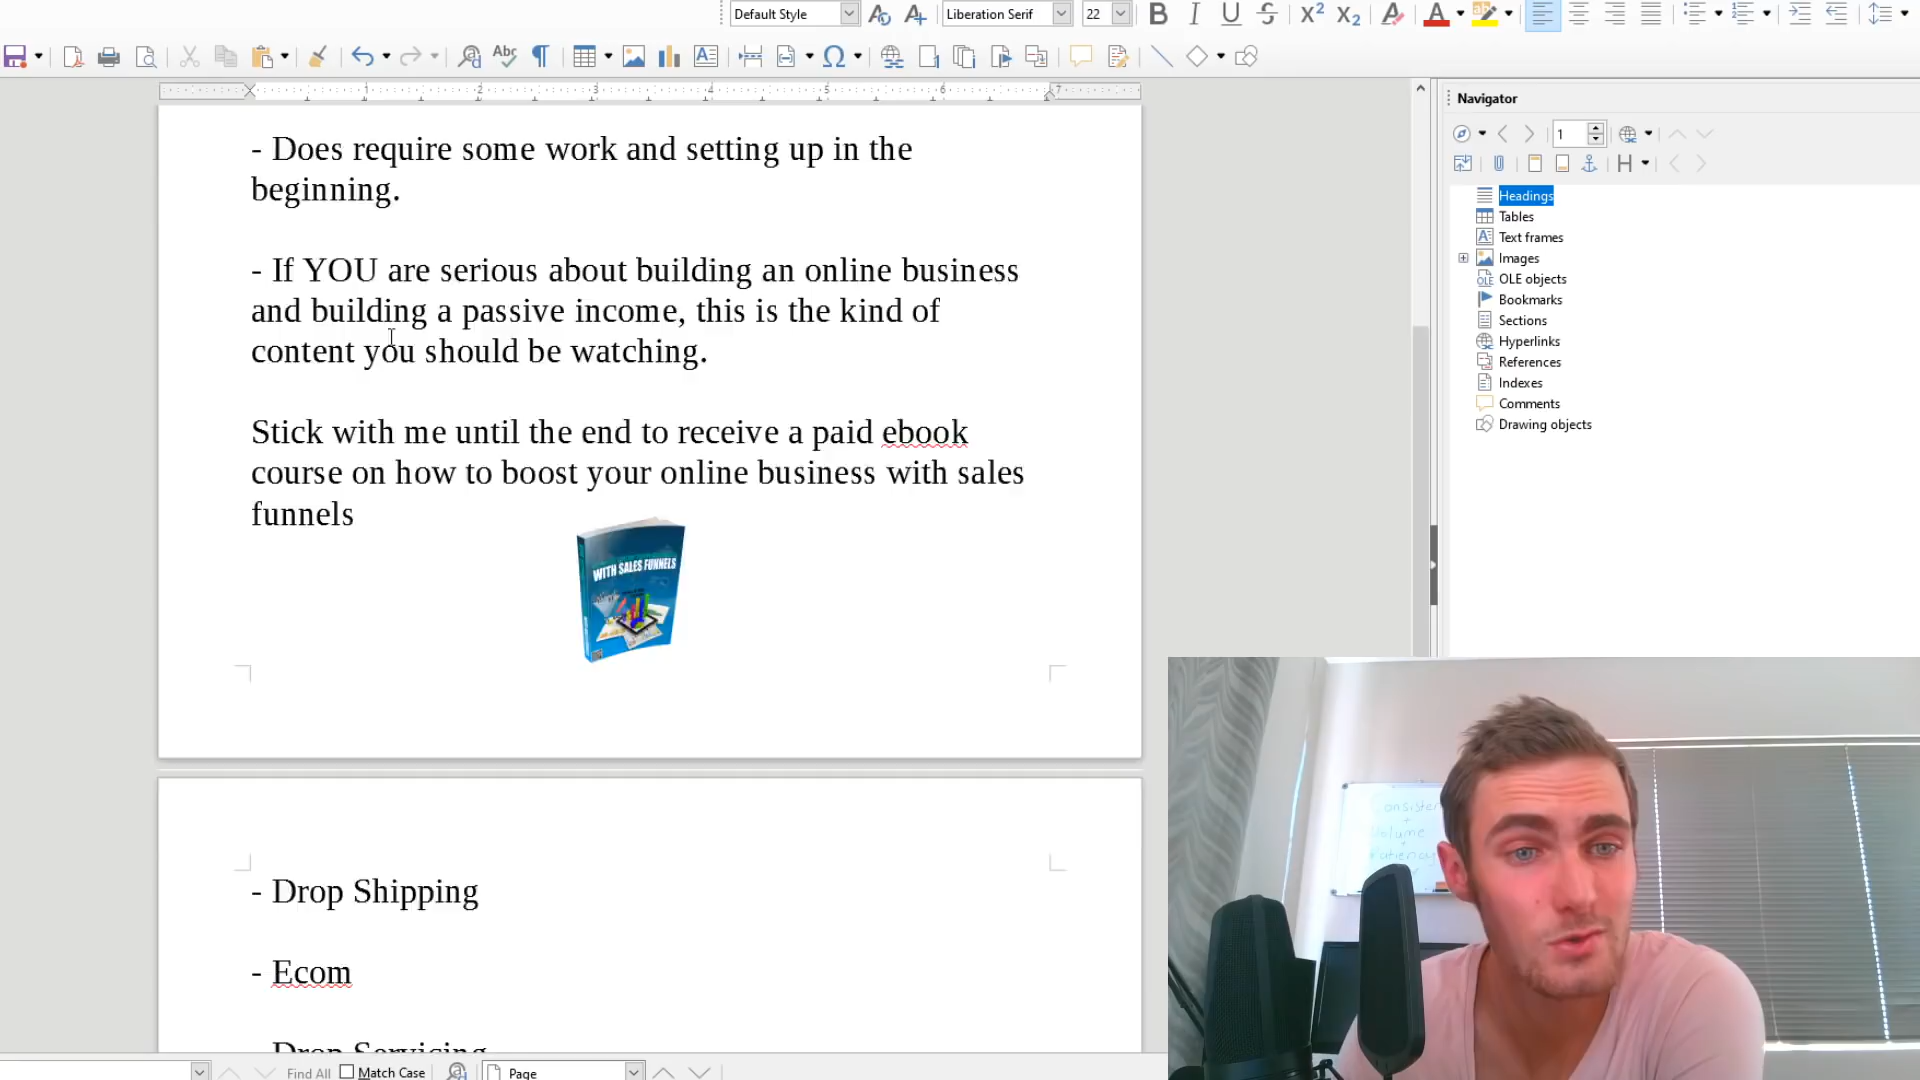 Default Style
Liberation Serif
22
Navigator
1
- Does require some work and setting up in the
beginning.
- If YOU are serious about building an online business
and building a passive income, this is the kind of
content you should be watching.
Stick with me until the end to receive a paid ebook
course on how to boost your online business with sales
funnels
WITH SALES FUNNELS
- Drop Shipping
- Ecom
- Drop Servicing
Headings
Tables
Text frames
Images
OLE objects
Bookmarks
Sections
Hyperlinks
References
Indexes
Comments
Drawing objects
Volume
+
Find All
Match Case
Page